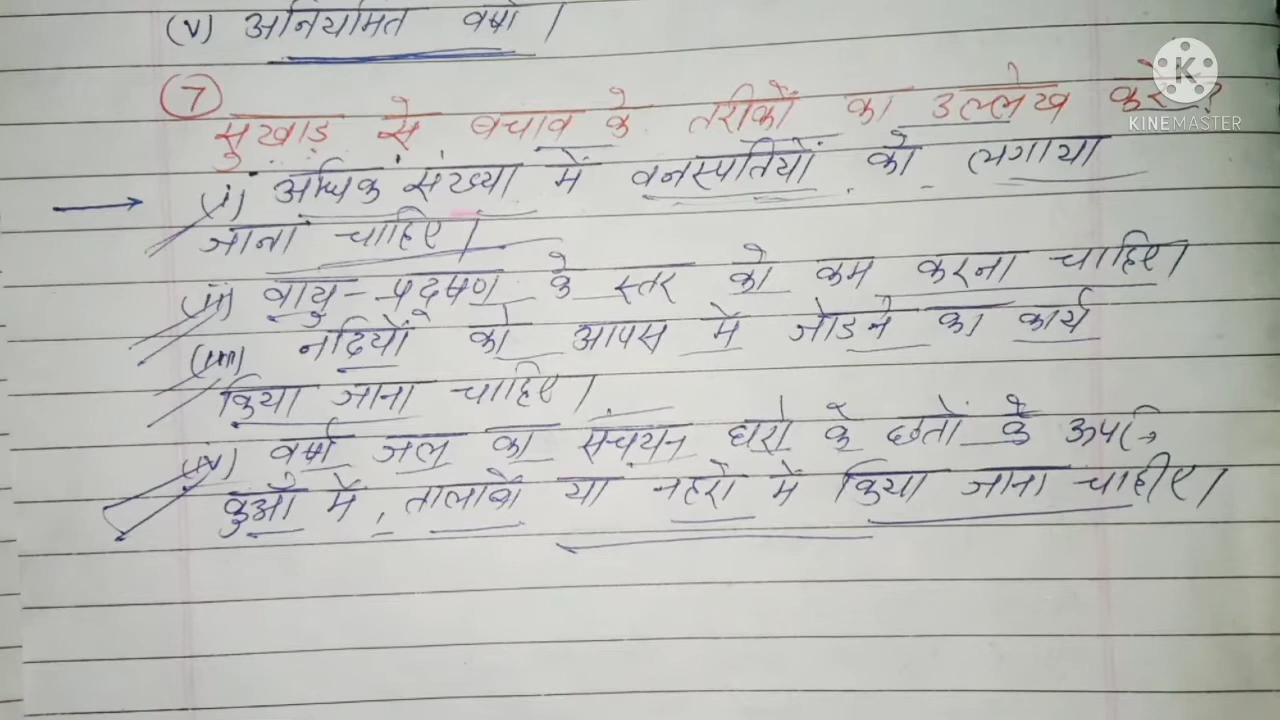 (v) अनियमित वर्षा ।
7 सुखाड़ से बचाव के तरीकों का उल्लेख करें?
(i) अधिक संख्या में वनस्पतियों को लगाया
जाना चाहिए।
(ii) वायु-प्रदूषण के स्तर को कम करना चाहिए।
(iii) नदियों को आपस में जोडने का कार्य
किया जाना चाहिए।
(iv) वर्षा जल का संचयन घरो के छतों के ऊपर,
कुओं में, तालाबों या नहरों में किया जाना चाहीए।
K
KINEMASTER